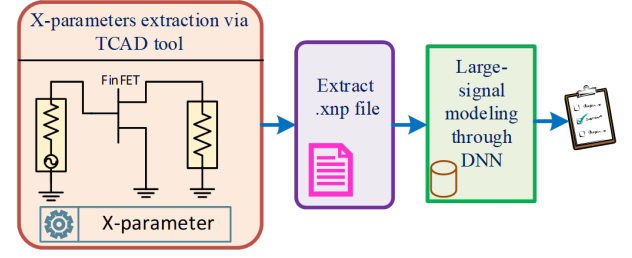 X-parameters extraction via
TCAD tool
FinFET
X-parameter
Extract
.xnp file
Large-
signal
modeling
through
DNN